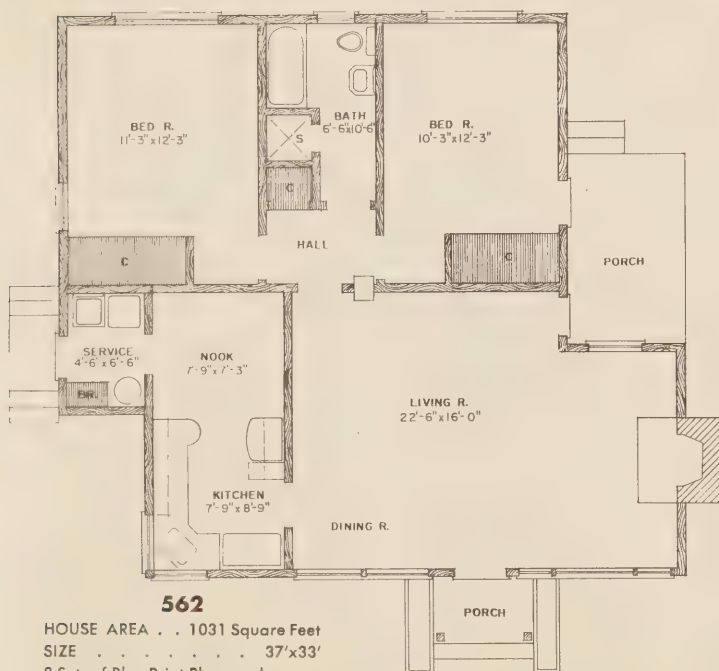 BED R.
11'-3"x12'-3"
BATH
6'-6"x10'-6"
S
C
BED R.
10'-3"x12'-3"
HALL
C
C
PORCH
SERVICE
4'-6"x6'-6"
BR.
NOOK
7'-9"x7'-3"
LIVING R.
22'-6"x16'-0"
KITCHEN
7'-9"x8'-9"
DINING R.
PORCH
562
HOUSE AREA . . 1031 Square Feet
SIZE . . . . . . . 37'x33'